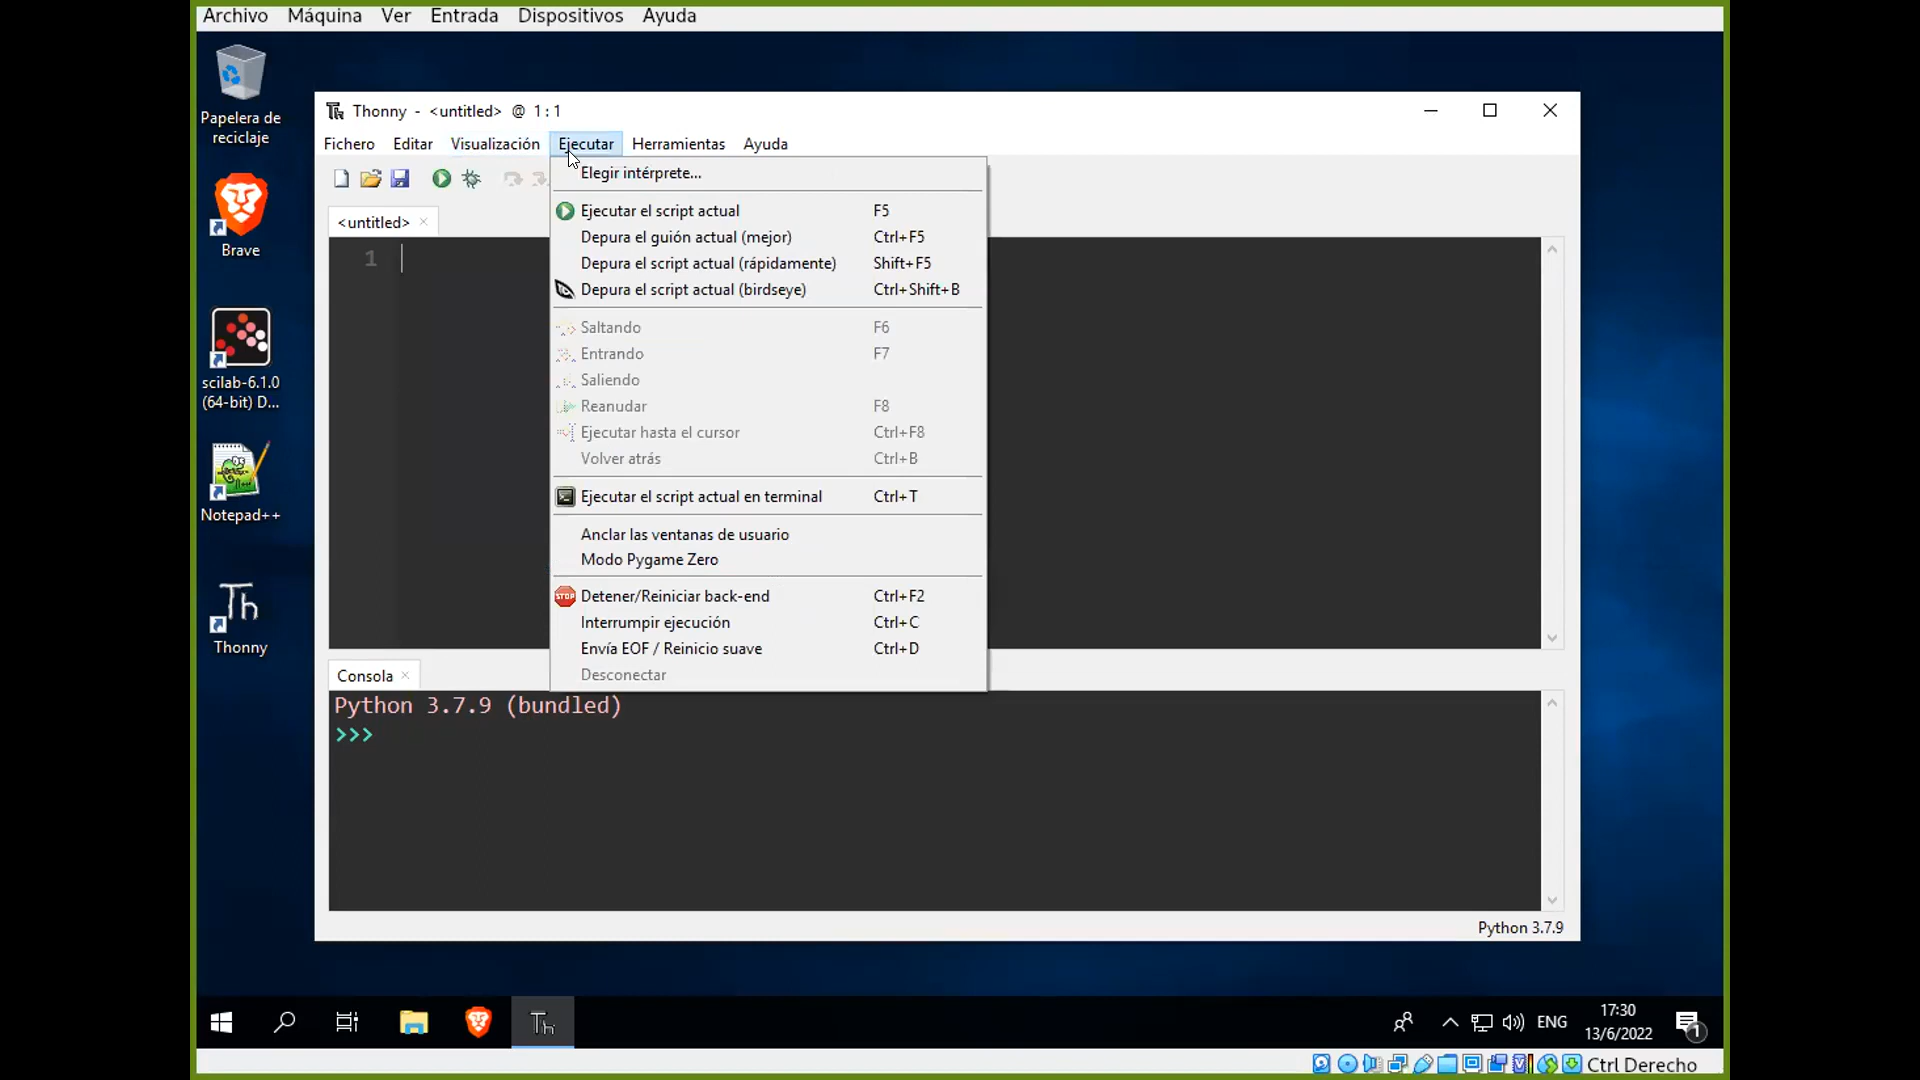 Archivo Máquina Ver Entrada Dispositivos Ayuda
Papelera de
reciclaje
Brave
scilab-6.1.0
(64-bit) D...
Notepad++
Th
Thonny
Th Thonny - <untitled> @ 1 : 1
Fichero Editar Visualización Ejecutar Herramientas Ayuda
<untitled>
1
Elegir intérprete...
Ejecutar el script actual F5
Depura el guión actual (mejor) Ctrl+F5
Depura el script actual (rápidamente) Shift+F5
Depura el script actual (birdseye) Ctrl+Shift+B
Saltando F6
Entrando F7
Saliendo
Reanudar F8
Ejecutar hasta el cursor Ctrl+F8
Volver atrás Ctrl+B
Ejecutar el script actual en terminal Ctrl+T
Anclar las ventanas de usuario
Modo Pygame Zero
STOP Detener/Reiniciar back-end Ctrl+F2
Interrumpir ejecución Ctrl+C
Envía EOF / Reinicio suave Ctrl+D
Desconectar
Consola
Python 3.7.9 (bundled)
>>>
Python 3.7.9
Th
ENG
17:30
13/6/2022
1
Ctrl Derecho